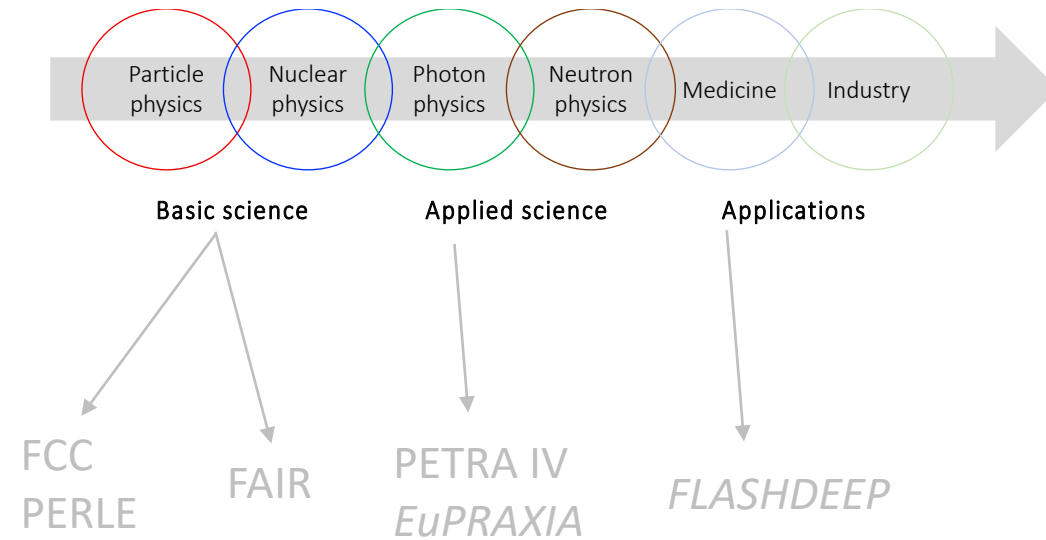 Particle
physics
Nuclear
physics
Photon
physics
Neutron
physics
Medicine
Industry
Basic science
Applied science
Applications
FCC
PERLE
FAIR
PETRA IV
EuPRAXIA
FLASHDEEP